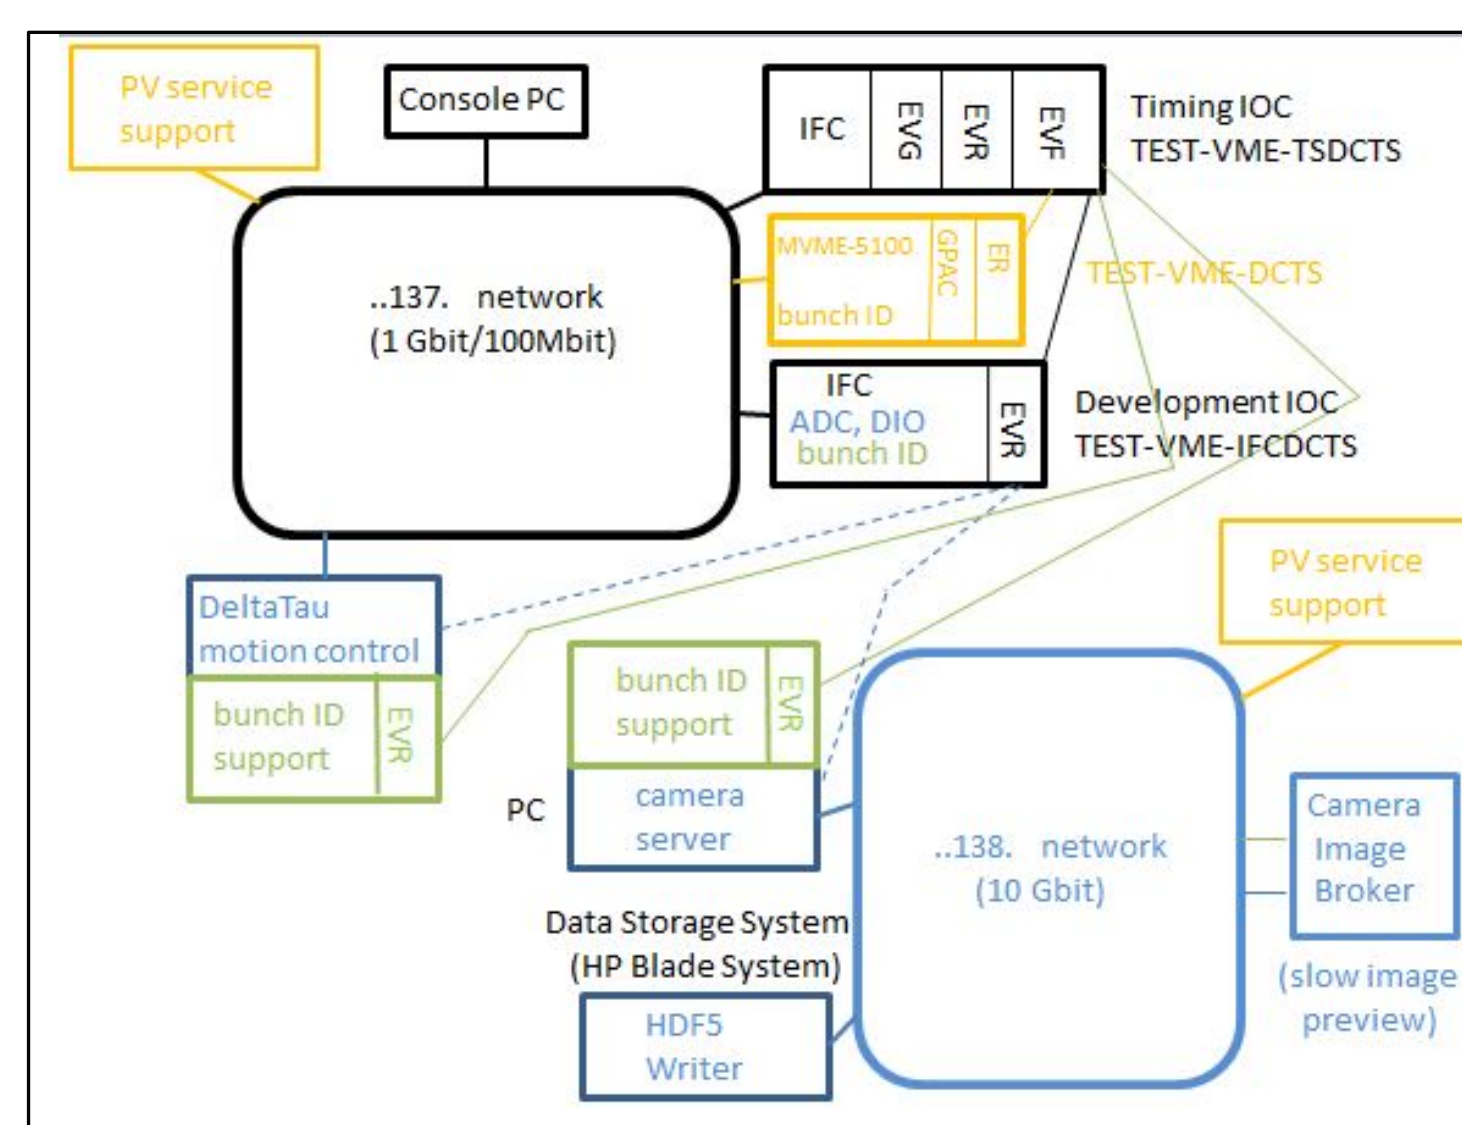 PV service
support
Console PC
IFC
EVG
EVR
EVF
Timing IOC
TEST-VME-TSDCTS
MVME-5100
bunch ID
GPAC
ER
TEST-VME-DCTS
..137. network
(1 Gbit/100Mbit)
IFC
ADC, DIO
bunch ID
EVR
Development IOC
TEST-VME-IFCDCTS
DeltaTau
motion control
bunch ID
support
EVR
bunch ID
support
EVR
PC
camera
server
PV service
support
..138. network
(10 Gbit)
Camera
Image
Broker
(slow image
preview)
Data Storage System
(HP Blade System)
HDF5
Writer